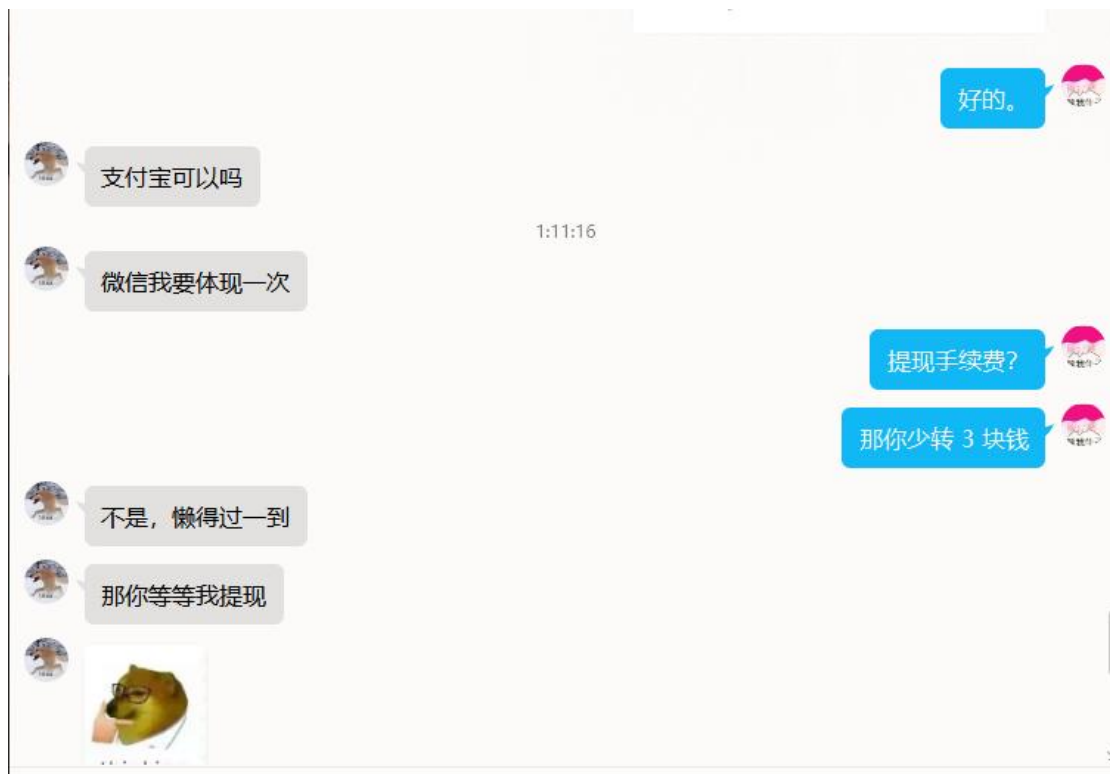 好的。
支付宝可以吗
1:11:16
微信我要体现一次
提现手续费？
那你少转 3 块钱
不是，懒得过一到
那你等等我提现